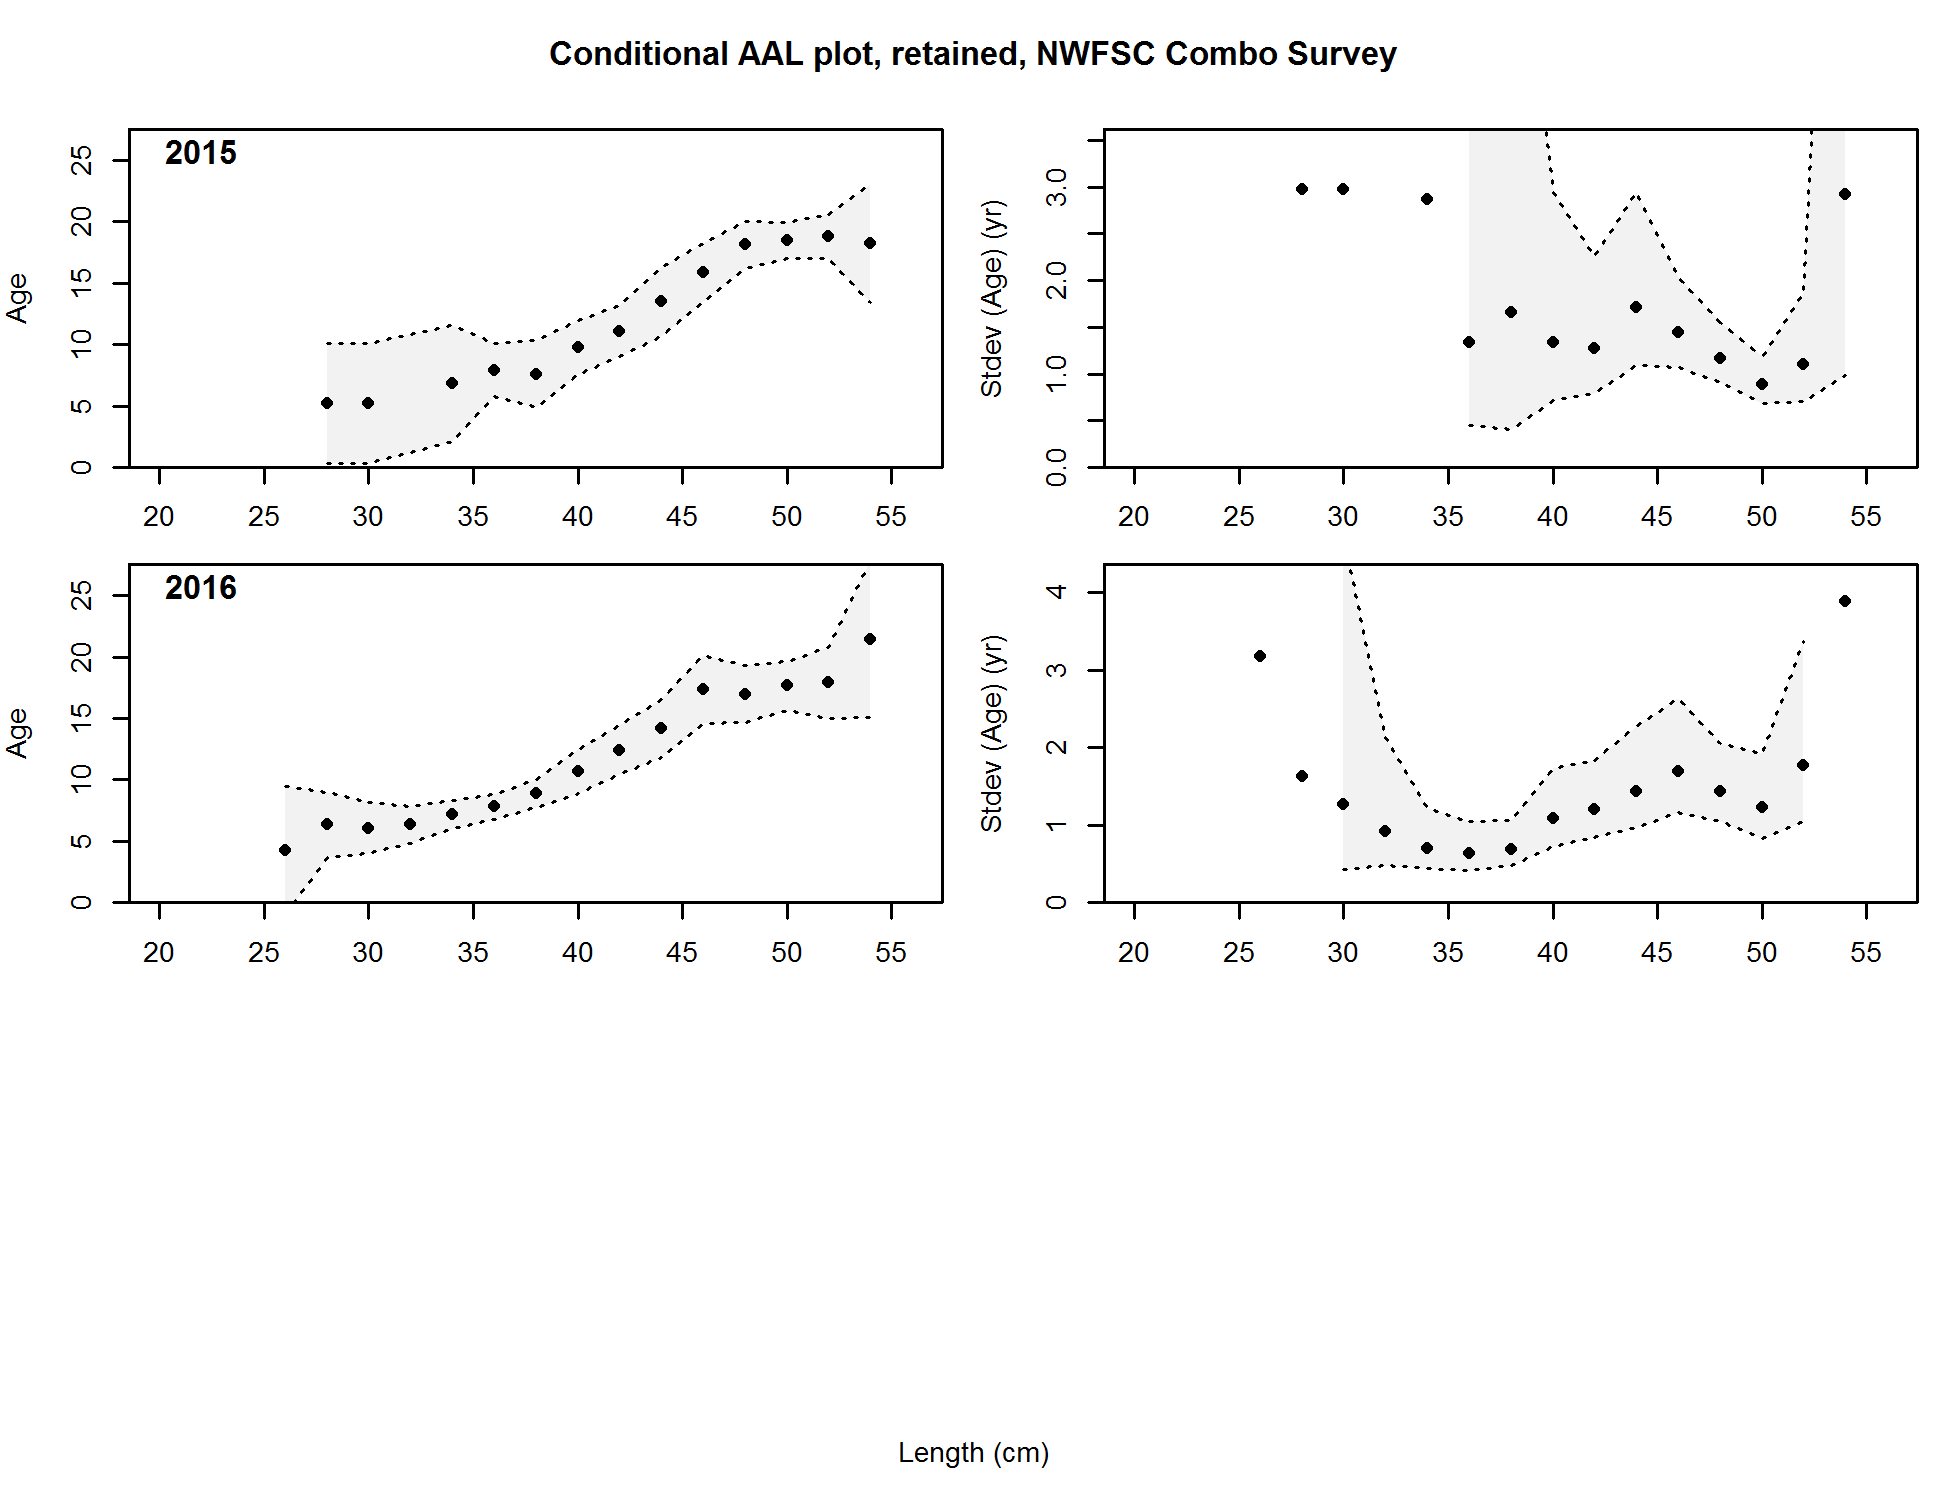 Conditional AAL plot, retained, NWFSC Combo Survey
2015
Age
0 5 10 15 20 25
20 25 30 35 40 45 50 55
Stdev (Age) (yr)
0.0 1.0 2.0 3.0
20 25 30 35 40 45 50 55
2016
Age
0 5 10 15 20 25
20 25 30 35 40 45 50 55
Stdev (Age) (yr)
0 1 2 3 4
20 25 30 35 40 45 50 55
Length (cm)